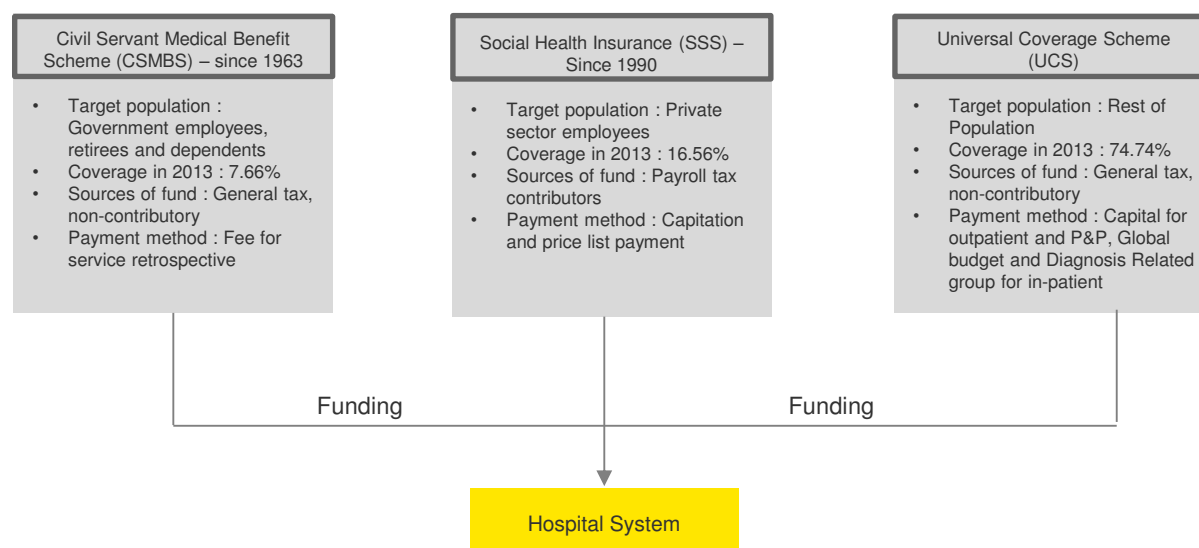 Civil Servant Medical Benefit
Scheme (CSMBS) – since 1963
• Target population :
Government employees,
retirees and dependents
• Coverage in 2013 : 7.66%
• Sources of fund : General tax,
non-contributory
• Payment method : Fee for
service retrospective
Social Health Insurance (SSS) –
Since 1990
• Target population : Private
sector employees
• Coverage in 2013 : 16.56%
• Sources of fund : Payroll tax
contributors
• Payment method : Capitation
and price list payment
Universal Coverage Scheme
(UCS)
• Target population : Rest of
Population
• Coverage in 2013 : 74.74%
• Sources of fund : General tax,
non-contributory
• Payment method : Capital for
outpatient and P&P, Global
budget and Diagnosis Related
group for in-patient
Funding
Funding
Hospital System